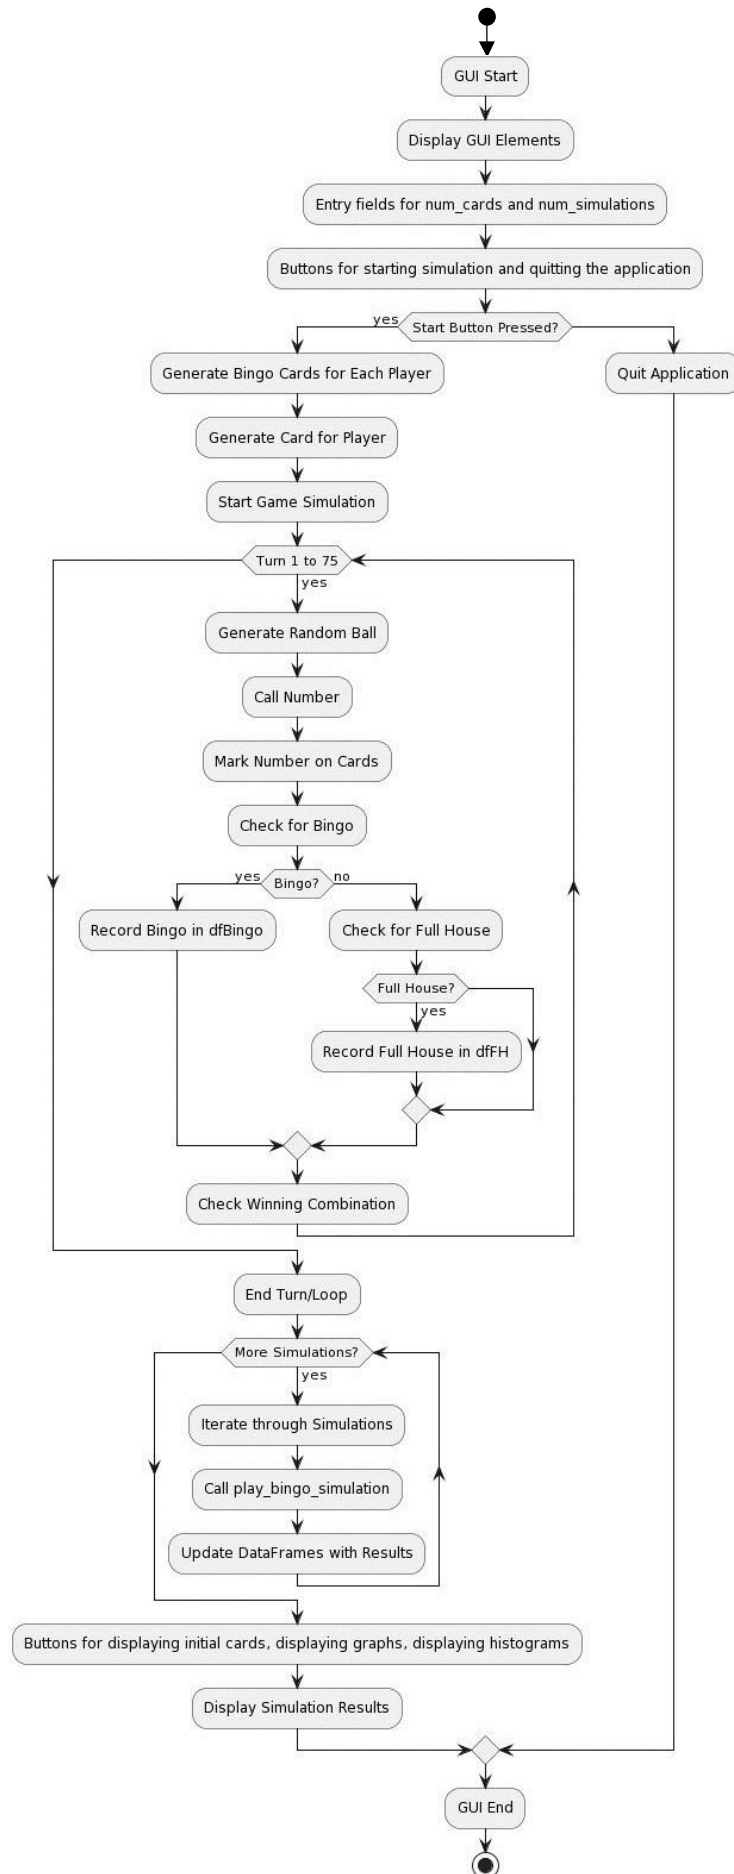 GUI Start
Display GUI Elements
Entry fields for num_cards and num_simulations
Buttons for starting simulation and quitting the application
yes
Start Button Pressed?
Generate Bingo Cards for Each Player
Quit Application
Generate Card for Player
Start Game Simulation
Turn 1 to 75
yes
Generate Random Ball
Call Number
Mark Number on Cards
Check for Bingo
yes
Bingo?
no
Record Bingo in dfBingo
Check for Full House
Full House?
yes
Record Full House in dfFH
Check Winning Combination
End Turn/Loop
More Simulations?
yes
Iterate through Simulations
Call play_bingo_simulation
Update DataFrames with Results
Buttons for displaying initial cards, displaying graphs, displaying histograms
Display Simulation Results
GUI End